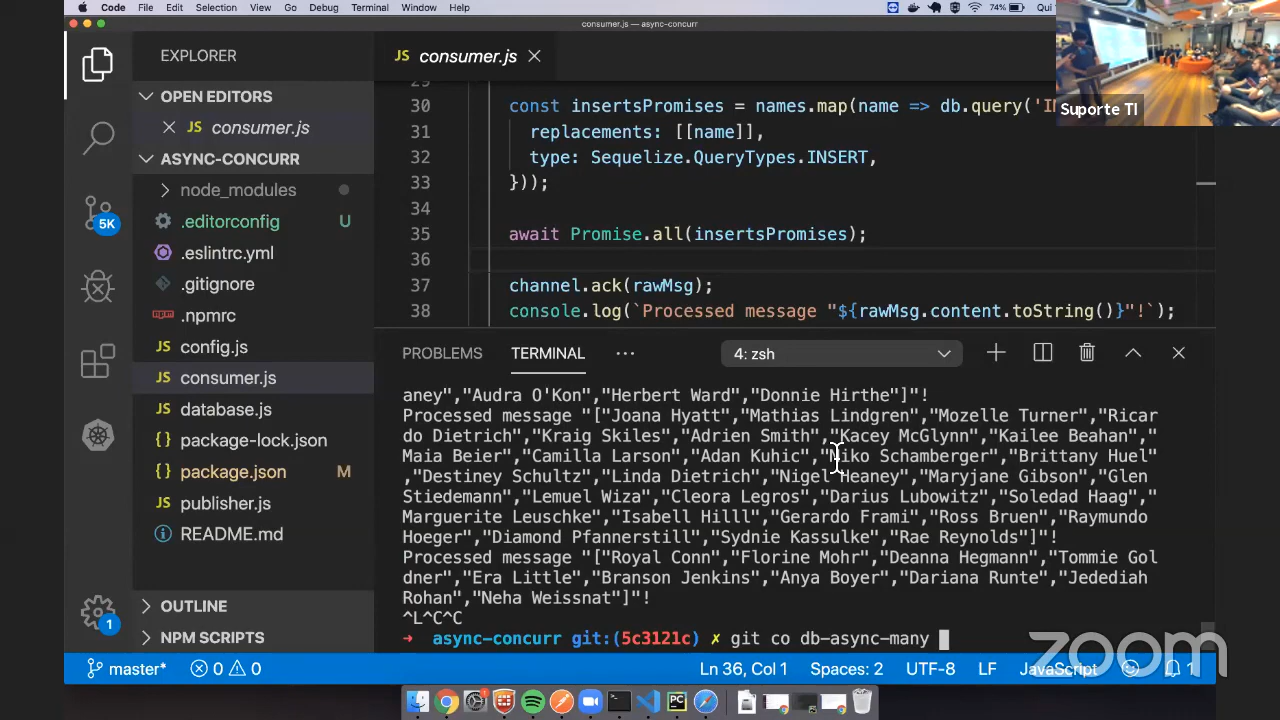 Code File Edit Selection View Go Debug Terminal Window Help 74% Qui
consumer.js — async-concurr
EXPLORER
OPEN EDITORS
JS consumer.js
ASYNC-CONCURR
node_modules
.editorconfig U
.eslintrc.yml
.gitignore
npm .npmrc
JS config.js
JS consumer.js
JS database.js
{} package-lock.json
{} package.json M
JS publisher.js
README.md
OUTLINE
NPM SCRIPTS
5K
1
JS consumer.js
29
30 const insertsPromises = names.map(name => db.query('I
31 replacements: [[name]],
32 type: Sequelize.QueryTypes.INSERT,
33 }));
34
35 await Promise.all(insertsPromises);
36
37 channel.ack(rawMsg);
38 console.log(`Processed message "${rawMsg.content.toString()}"!`);
Suporte TI
PROBLEMS TERMINAL ··· 4: zsh
aney","Audra O'Kon","Herbert Ward","Donnie Hirthe"]"!
Processed message "["Joana Hyatt","Mathias Lindgren","Mozelle Turner","Ricar
do Dietrich","Kraig Skiles","Adrien Smith","Kacey McGlynn","Kailee Beahan","
Maia Beier","Camilla Larson","Adan Kuhic","Niko Schamberger","Brittany Huel"
,"Destiney Schultz","Linda Dietrich","Nigel Heaney","Maryjane Gibson","Glen
Stiedemann","Lemuel Wiza","Cleora Legros","Darius Lubowitz","Soledad Haag","
Marguerite Leuschke","Isabell Hilll","Gerardo Frami","Ross Bruen","Raymundo
Hoeger","Diamond Pfannerstill","Sydnie Kassulke","Rae Reynolds"]"!
Processed message "["Royal Conn","Florine Mohr","Deanna Hegmann","Tommie Gol
dner","Era Little","Branson Jenkins","Anya Boyer","Dariana Runte","Jedediah
Rohan","Neha Weissnat"]"!
^L^C^C
➜ async-concurr git:(5c3121c) ✗ git co db-async-many
master* 0 0 Ln 36, Col 1 Spaces: 2 UTF-8 LF JavaScript 1
zoom
PC